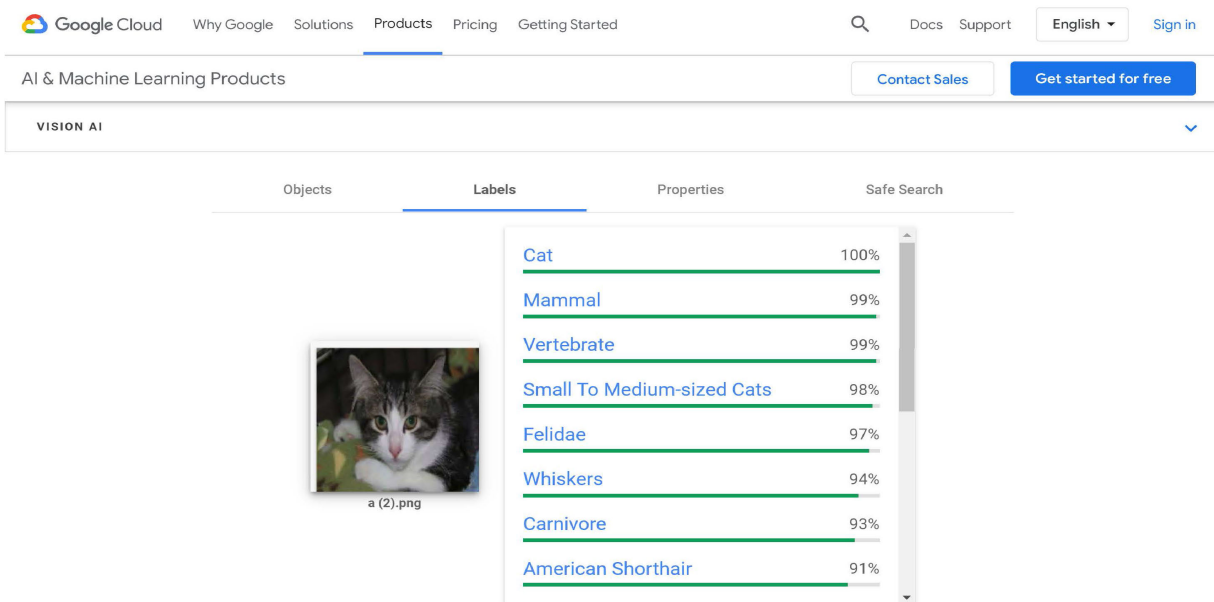 Google Cloud Why Google Solutions Products Pricing Getting Started Docs Support English Sign in
AI & Machine Learning Products Contact Sales Get started for free
VISION AI
Objects Labels Properties Safe Search
Cat 100%
Mammal 99%
Vertebrate 99%
Small To Medium-sized Cats 98%
Felidae 97%
Whiskers 94%
a (2).png
Carnivore 93%
American Shorthair 91%